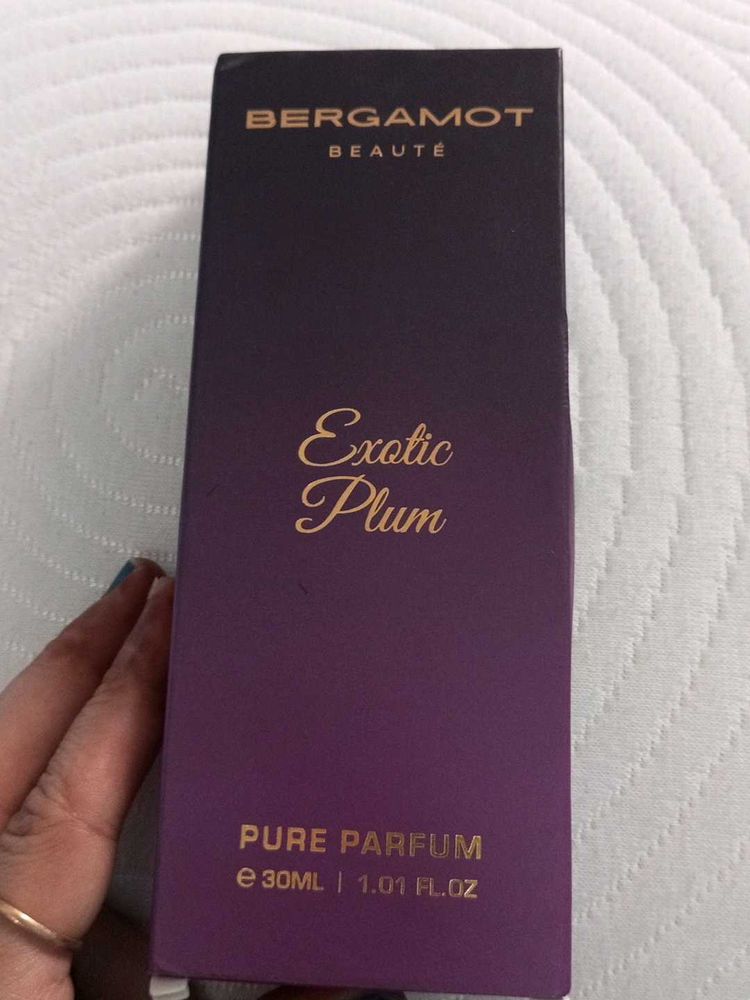 BERGAMOT
BEAUTÉ
Exotic
Plum
PURE PARFUM
℮ 30ML | 1.01 FL.OZ